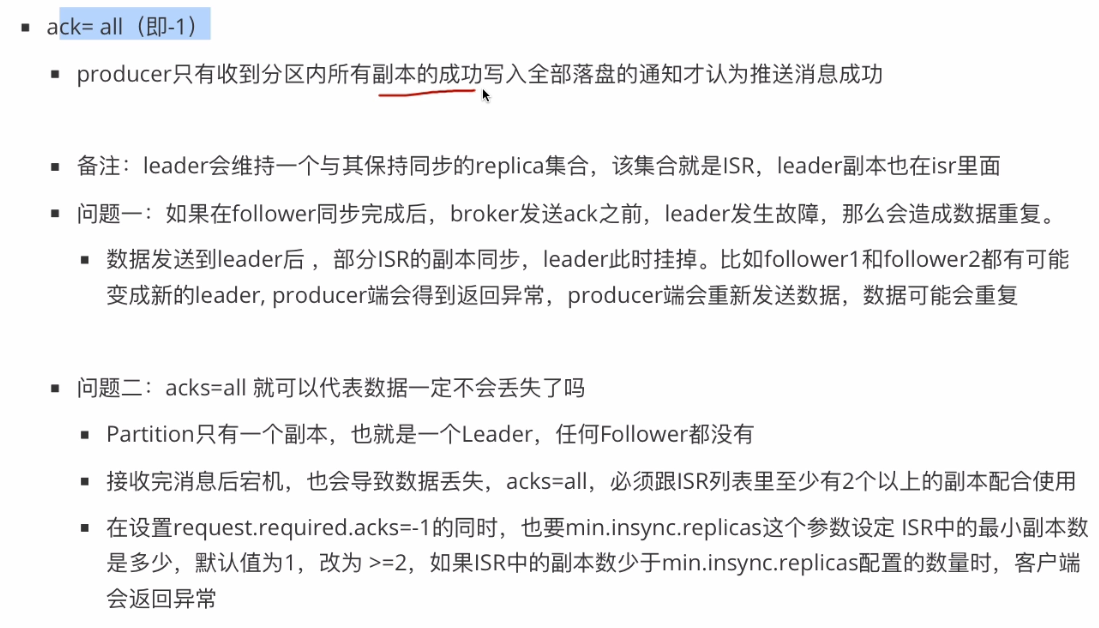 ack= all（即-1）
producer只有收到分区内所有副本的成功写入全部落盘的通知才认为推送消息成功
备注：leader会维持一个与其保持同步的replica集合，该集合就是ISR，leader副本也在isr里面
问题一：如果在follower同步完成后，broker发送ack之前，leader发生故障，那么会造成数据重复。
数据发送到leader后 ，部分ISR的副本同步，leader此时挂掉。比如follower1和follower2都有可能
变成新的leader, producer端会得到返回异常，producer端会重新发送数据，数据可能会重复
问题二：acks=all 就可以代表数据一定不会丢失了吗
Partition只有一个副本，也就是一个Leader，任何Follower都没有
接收完消息后宕机，也会导致数据丢失，acks=all，必须跟ISR列表里至少有2个以上的副本配合使用
在设置request.required.acks=-1的同时，也要min.insync.replicas这个参数设定 ISR中的最小副本数
是多少，默认值为1，改为 >=2，如果ISR中的副本数少于min.insync.replicas配置的数量时，客户端
会返回异常